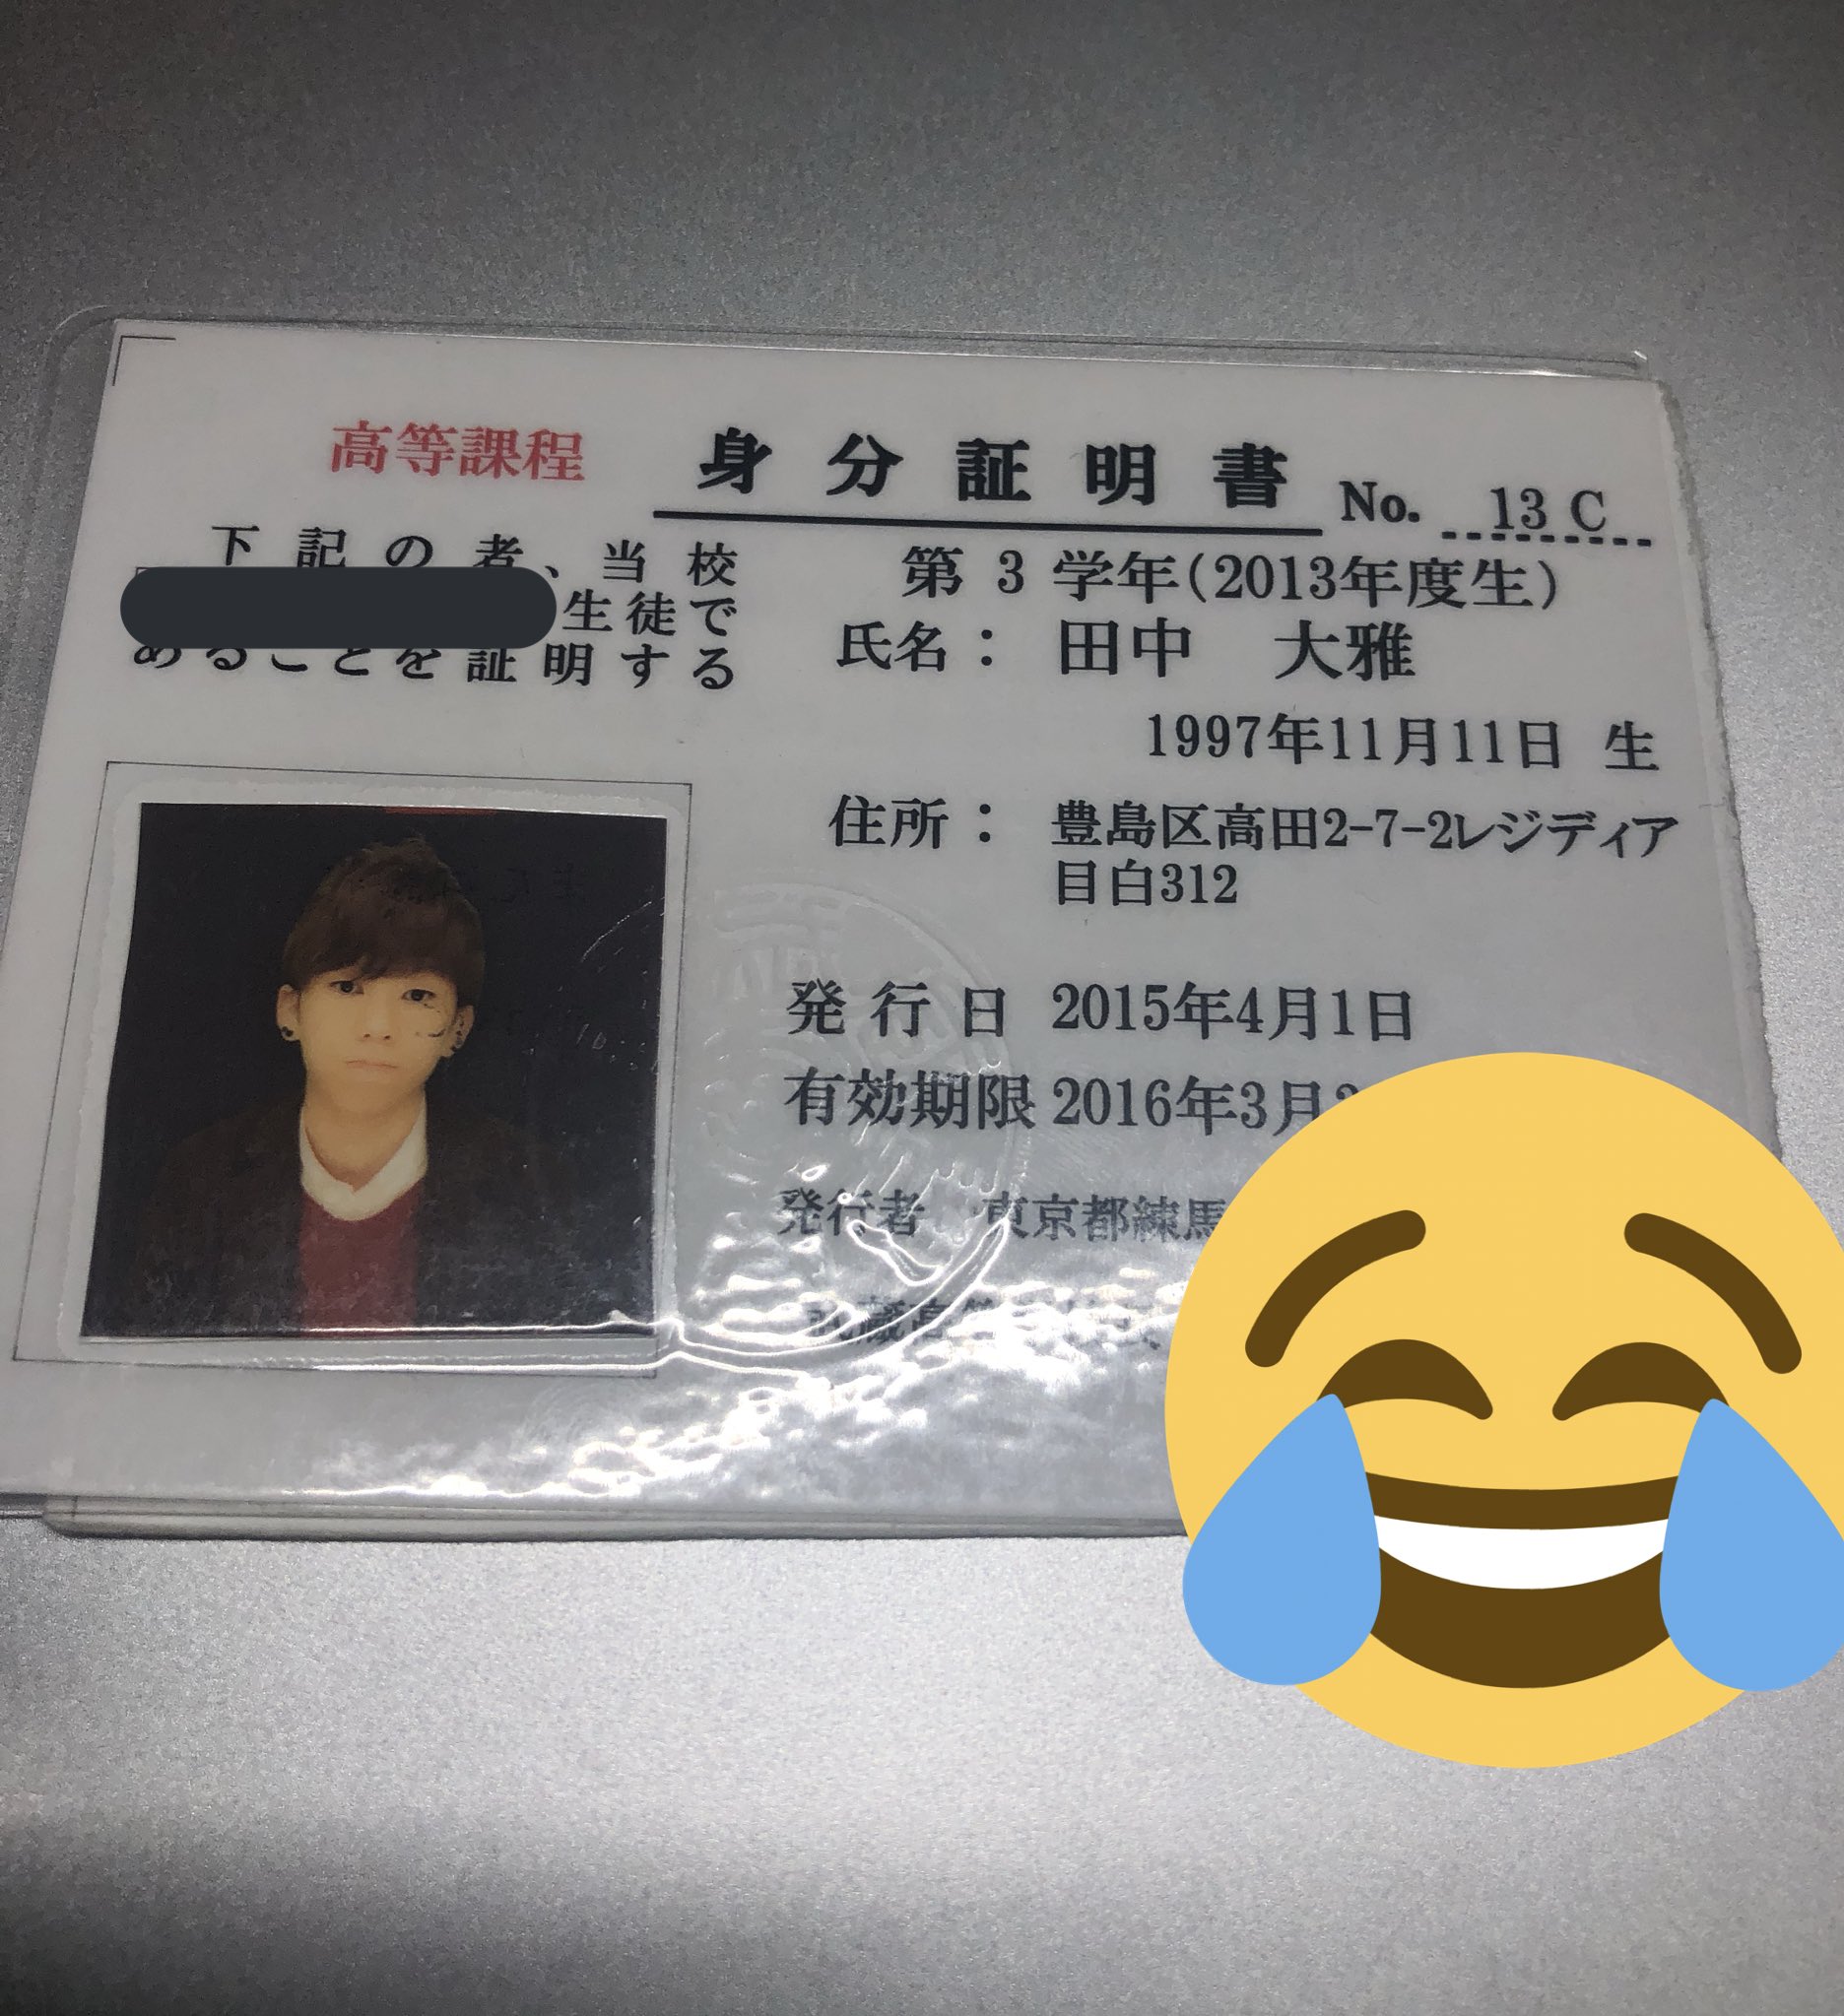 高等課程
身分証明書 No. 13 C
下記の者、当校
生徒で
あることを証明する
第 3 学年(2013年度生)
氏名： 田中 大雅
1997年11月11日 生
住所： 豊島区高田2-7-2レジディア
目白312
発行日 2015年4月1日
有効期限 2016年3月
発行者 東京都練馬